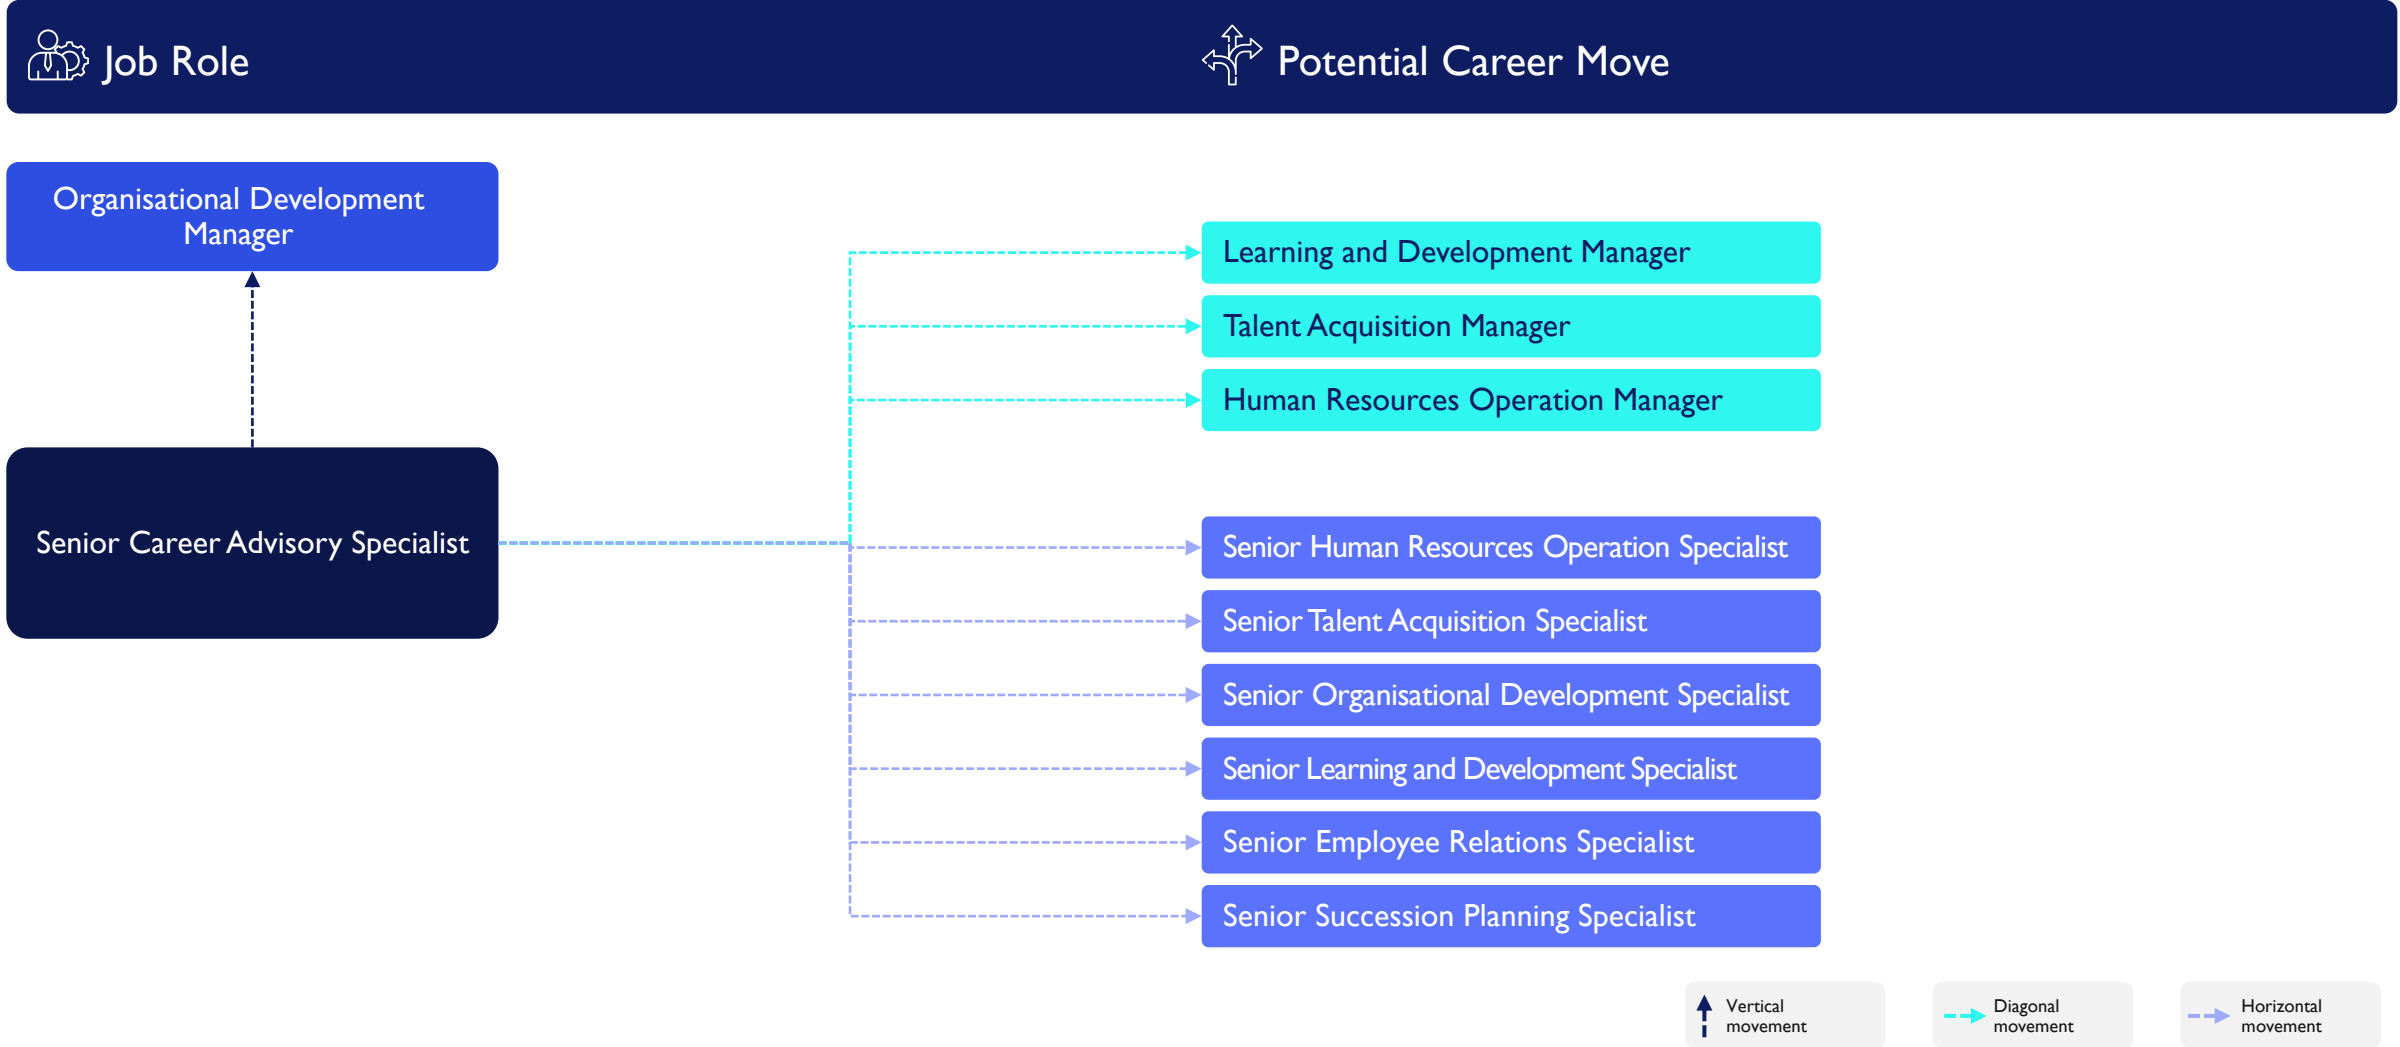 Job Role
Potential Career Move
Organisational Development
Manager
Learning and Development Manager
Talent Acquisition Manager
Human Resources Operation Manager
Senior Career Advisory Specialist
Senior Human Resources Operation Specialist
Senior Talent Acquisition Specialist
Senior Organisational Development Specialist
Senior Learning and Development Specialist
Senior Employee Relations Specialist
Senior Succession Planning Specialist
Vertical
movement
Diagonal
movement
Horizontal
movement